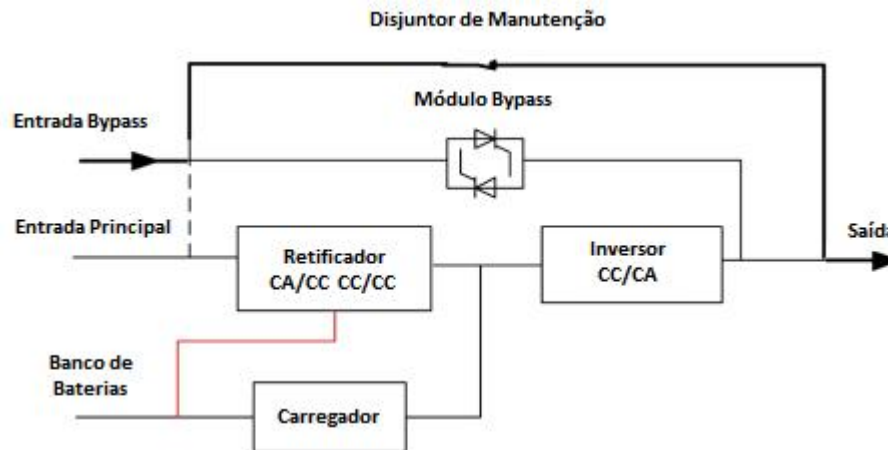 Disjuntor de Manutenção
Módulo Bypass
Entrada Bypass
Entrada Principal
Retificador
CA/CC CC/CC
Inversor
CC/CA
Saída
Banco de
Baterias
Carregador